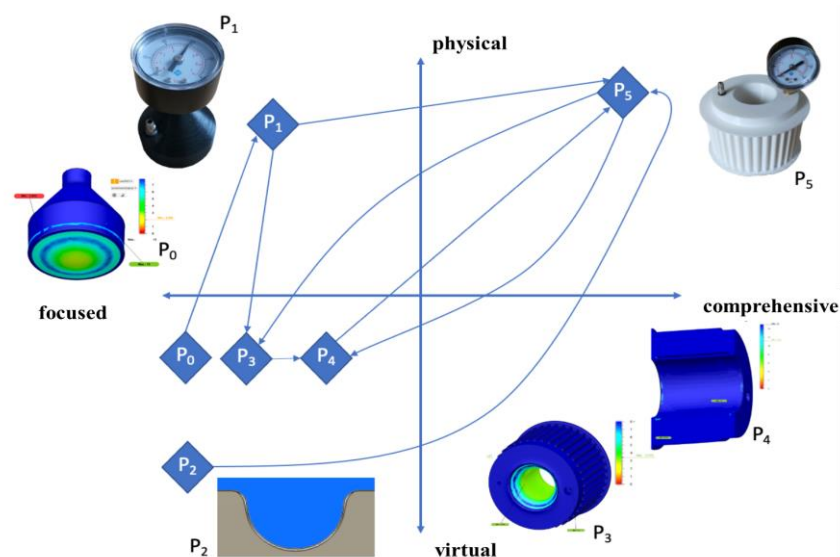 P1
physical
P5
P1
P5
P0
focused
comprehensive
P0
P3
P4
P4
P2
P3
P2
virtual